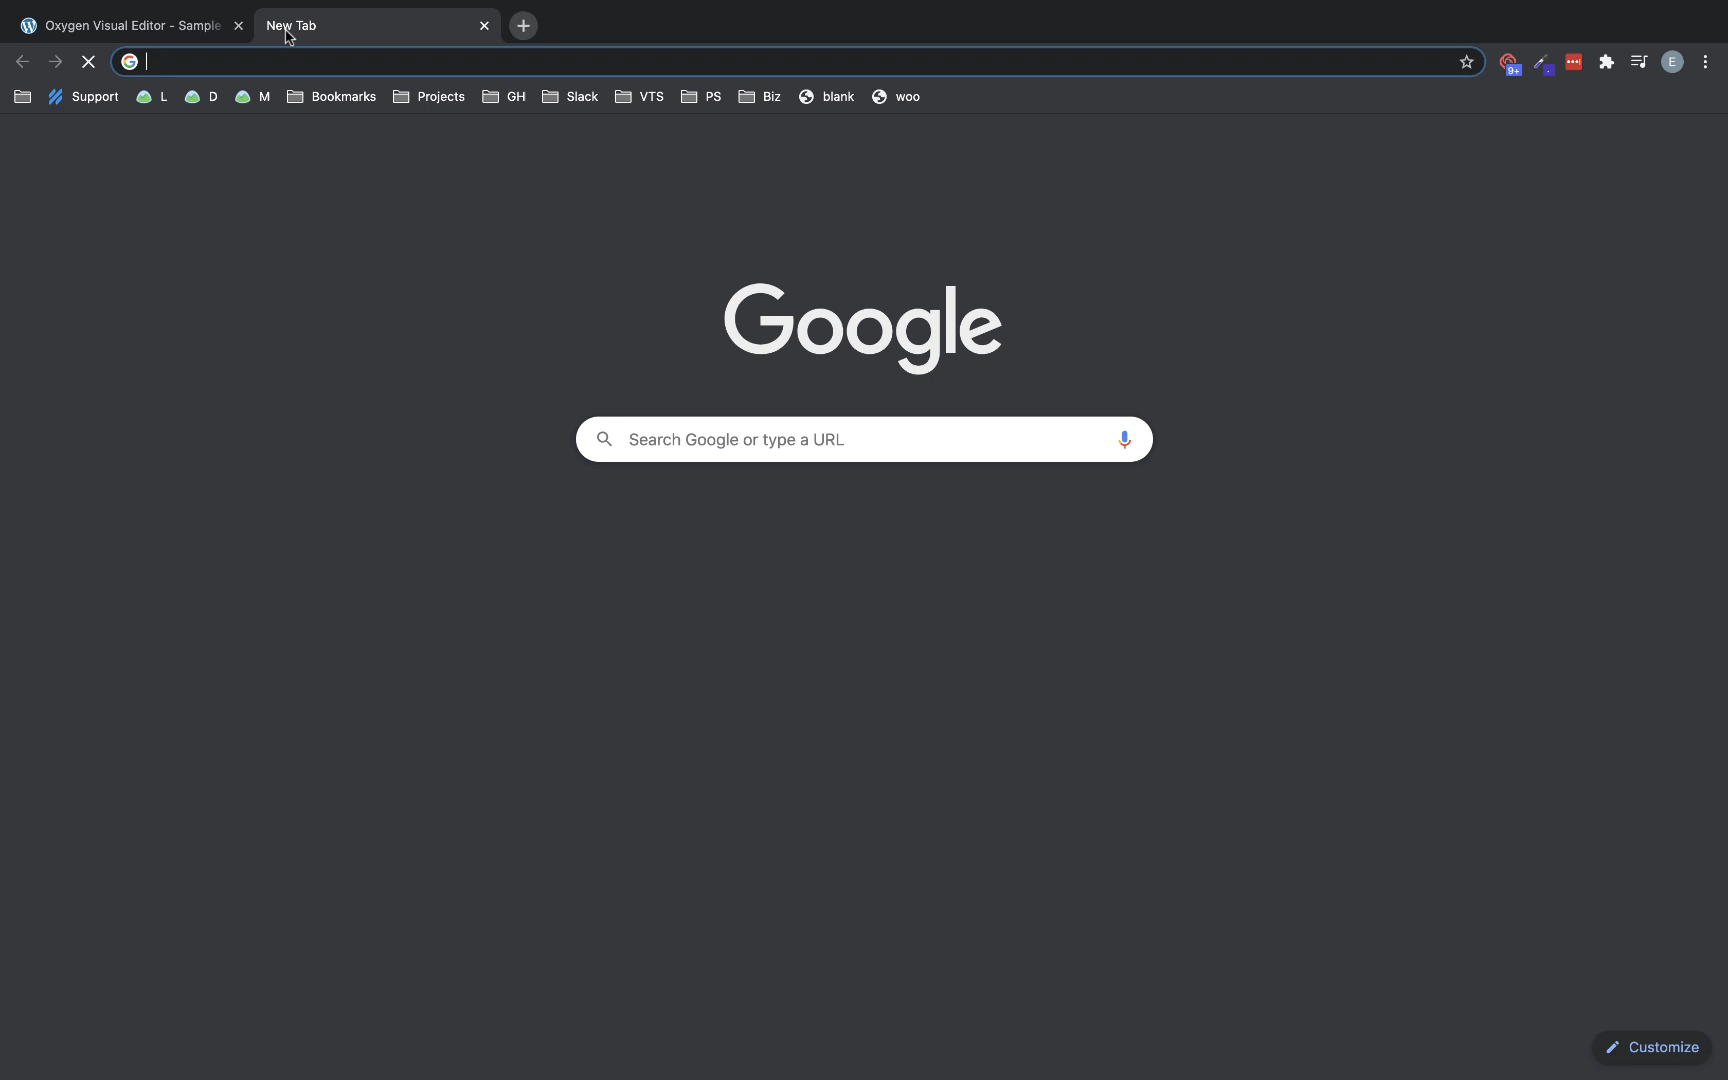 Oxygen Visual Editor - Sample
New Tab
9+
E
Support
L
D
M
Bookmarks
Projects
GH
Slack
VTS
PS
Biz
blank
woo
Google
Search Google or type a URL
Customize